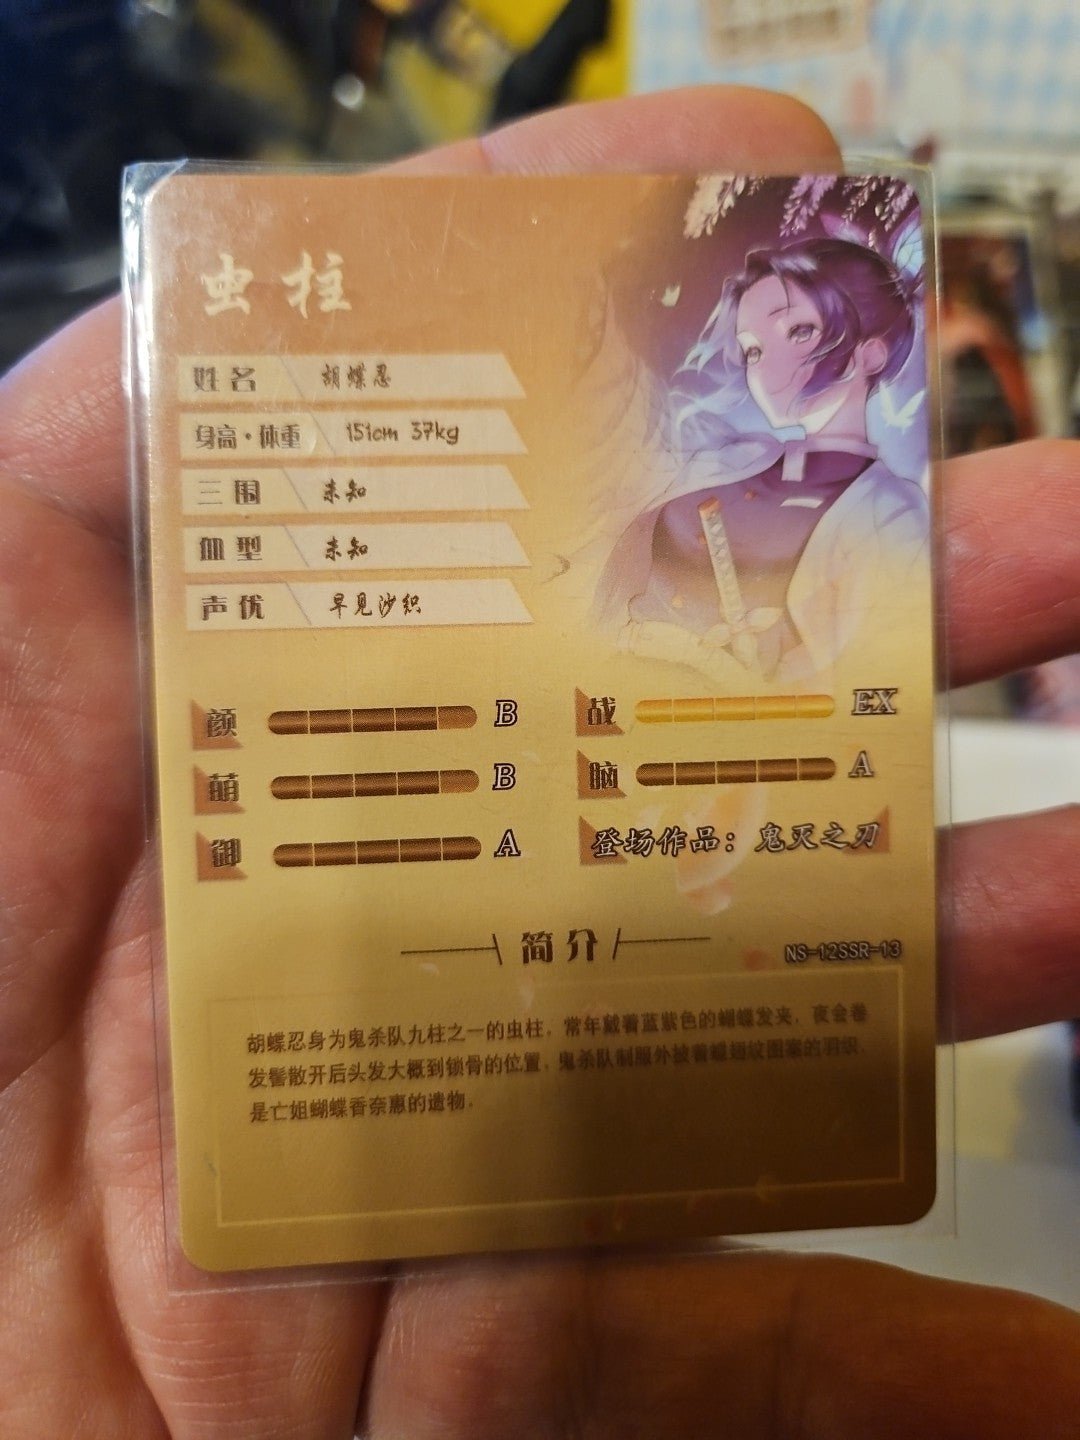 虫柱
姓名 胡蝶忍
身高·体重 151cm 37kg
三围 未知
血型 未知
声优 早见沙织
颜 B 战 EX
萌 B 脑 A
御 A 登场作品：鬼灭之刃
简介
NS-12SSR-13
胡蝶忍身为鬼杀队九柱之一的虫柱，常年戴着蓝紫色的蝴蝶发夹，夜会卷
发髻散开后头发大概到锁骨的位置，鬼杀队制服外披着蝶翅纹图案的羽织，
是亡姐蝴蝶香奈惠的遗物。